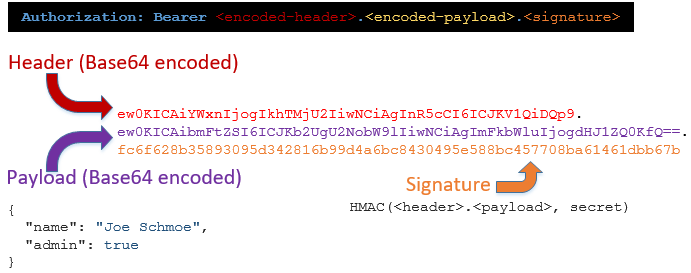 Authorization: Bearer <encoded-header>.<encoded-payload>.<signature>
Header (Base64 encoded)
ew0KICAiYWxnIjogIkhTMjU2IiwNCiAgInR5cCI6ICJKV1QiDQp9.
ew0KICAibmFtZSI6ICJKb2UgU2NobW9lIiwNCiAgImFkbWluIjogdHJ1ZQ0KfQ==.
fc6f628b35893095d342816b99d4a6bc8430495e588bc457708ba61461dbb67b
Payload (Base64 encoded)
Signature
{
"name": "Joe Schmoe",
"admin": true
}
HMAC(<header>.<payload>, secret)